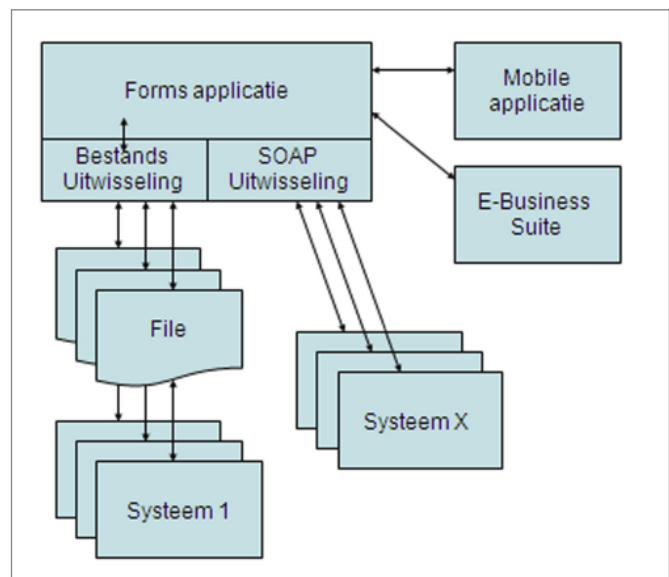 Forms applicatie
Mobile
applicatie
Bestands
Uitwisseling
SOAP
Uitwisseling
E-Business
Suite
File
Systeem X
Systeem 1